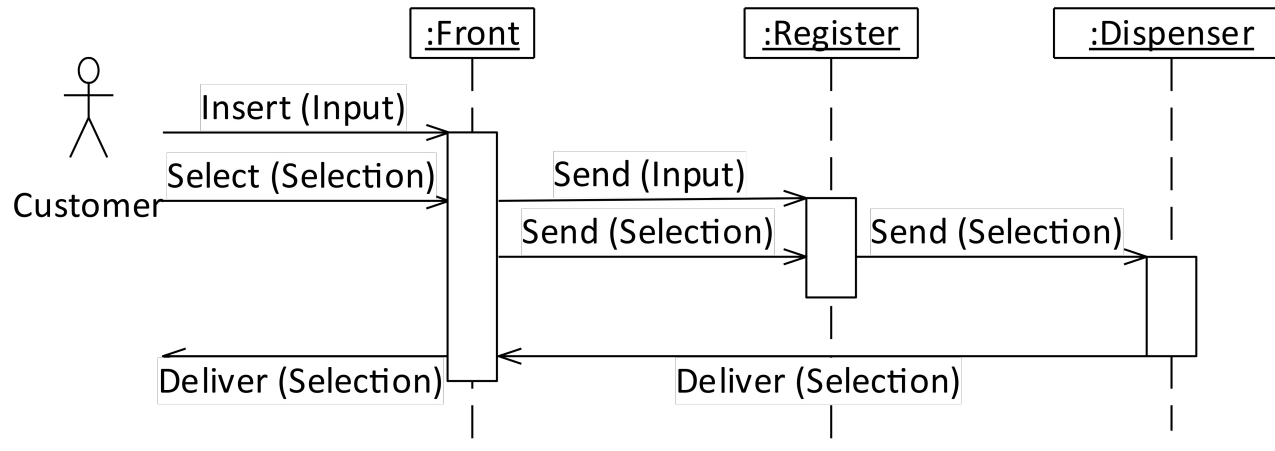 :Front
:Register
:Dispenser
Insert (Input)
Select (Selection)
Send (Input)
Customer
Send (Selection)
Send (Selection)
Deliver (Selection)
Deliver (Selection)